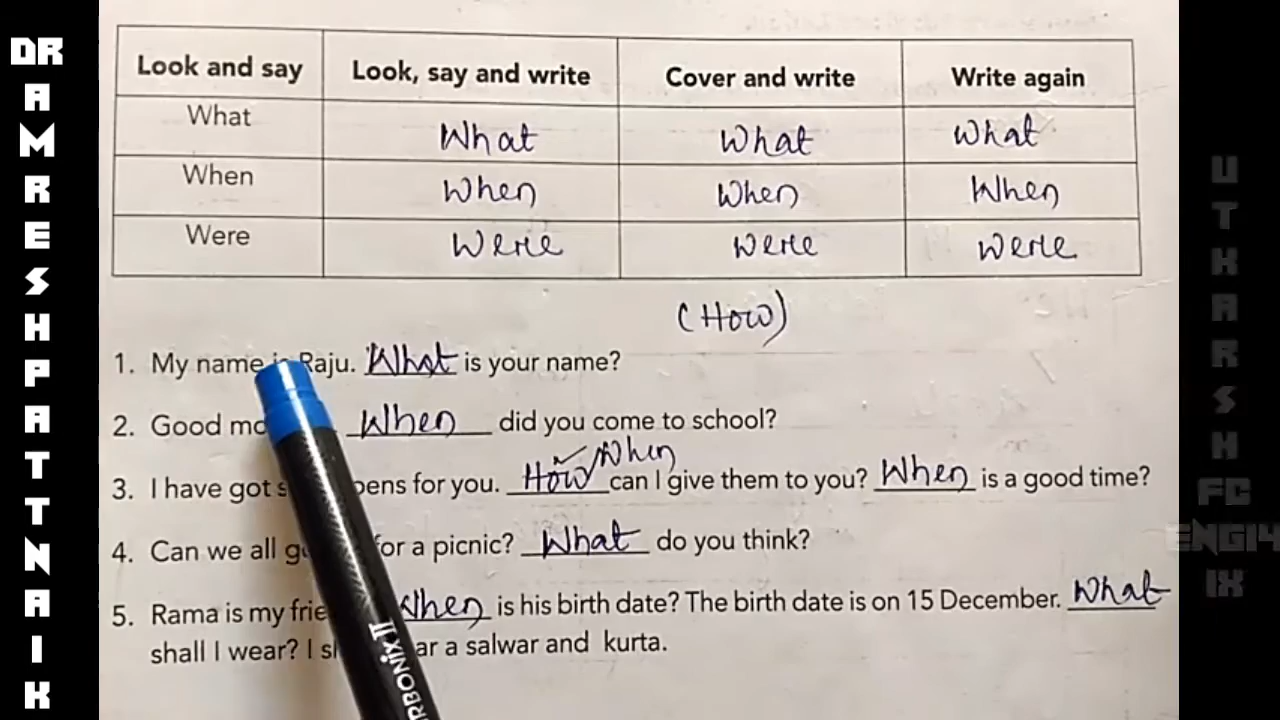 DR AMRESH PATTNAIK
Look and say Look, say and write Cover and write Write again
What What What What
When When When When
Were Were Were Were
(How)
1. My name is Raju. What is your name?
2. Good When did you come to school?
When
3. I have got pens for you. How can I give them to you? When is a good time?
4. Can we all for a picnic? What do you think?
5. Rama is my When is his birth date? The birth date is on 15 December. What
shall I wear? I a salwar and kurta.
CARBONIX II
UTKARSH
FC
ENG14
IX